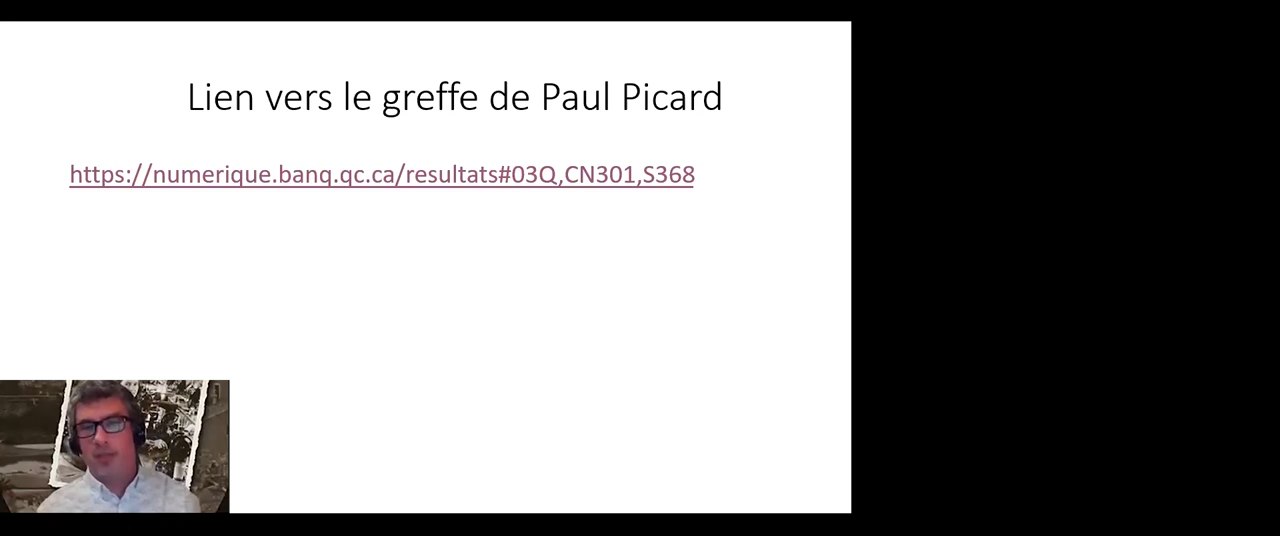 Lien vers le greffe de Paul Picard
https://numerique.banq.qc.ca/resultats#03Q,CN301,S368